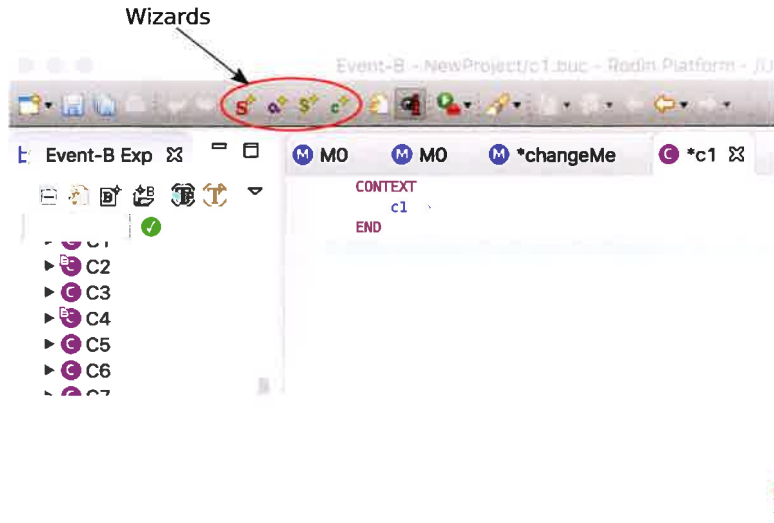 Wizards
Event-B - NewProject/c1.buc - Rodin Platform - /U
Event-B Exp
M M0 M M0 M *changeMe C *c1
CONTEXT
c1
END
C C2
C C3
C C4
C C5
C C6